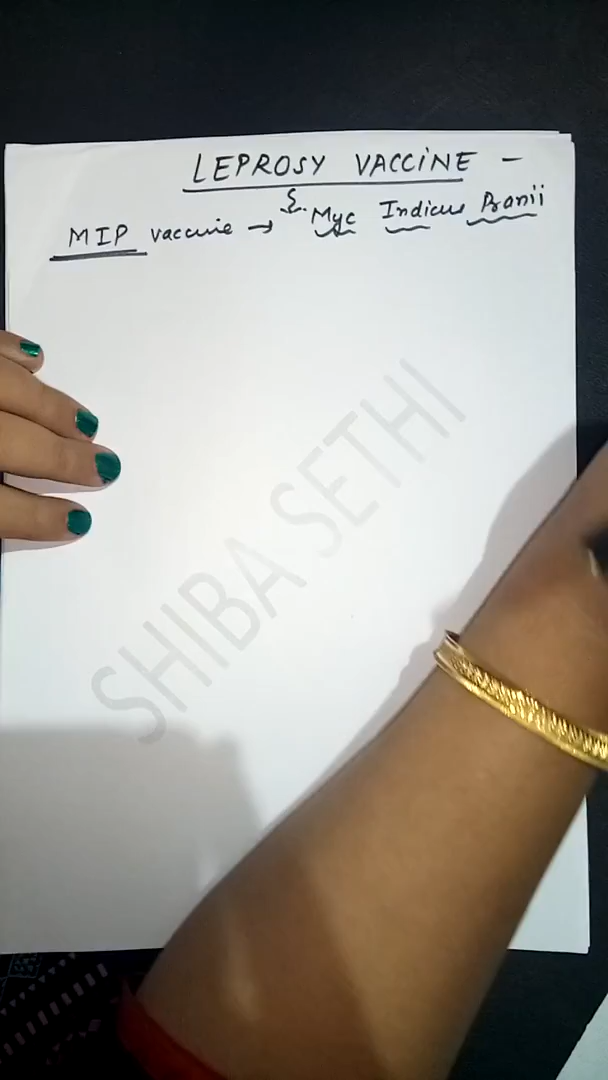 LEPROSY VACCINE -
MIP vaccine → Myc Indicus Pranii
SHIBA SETHI